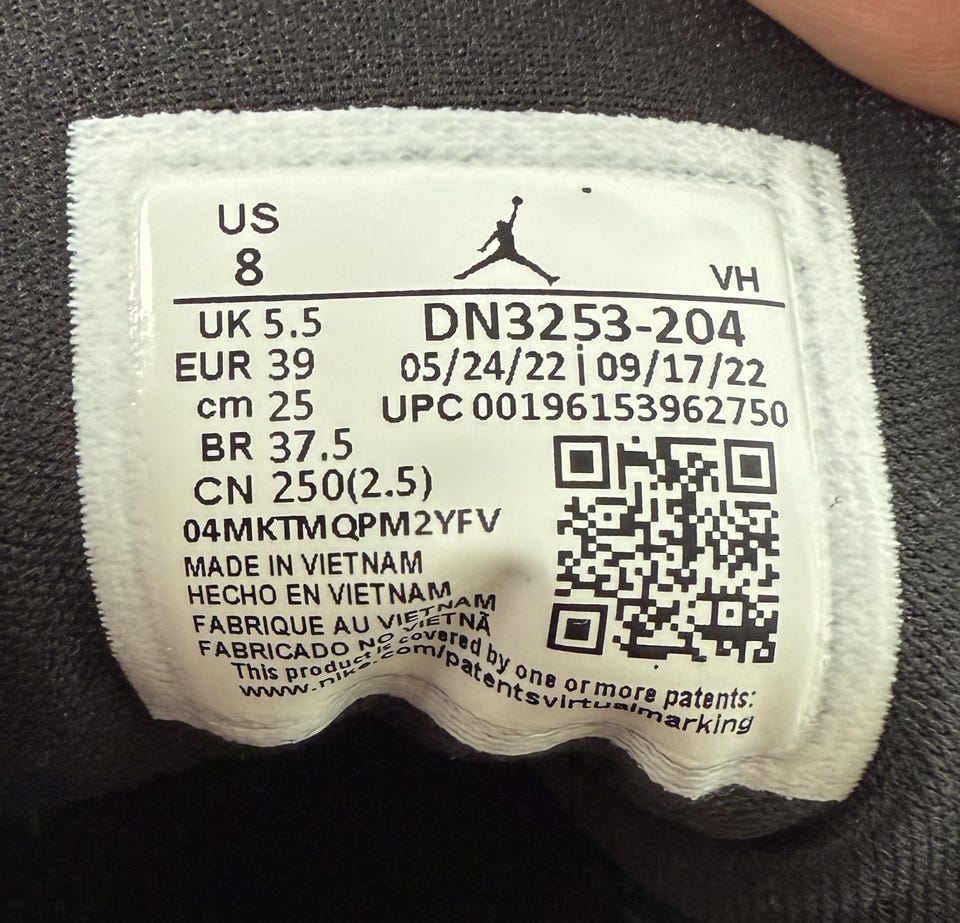 US
8
VH
UK 5.5
DN3253-204
EUR 39
05/24/22 | 09/17/22
cm 25
UPC 00196153962750
BR 37.5
CN 250(2.5)
04MKTMQPM2YFV
MADE IN VIETNAM
HECHO EN VIETNAM
FABRIQUE AU VIETNAM
FABRICADO NO VIETNÃ
This product is covered by one or more patents:
www.nike.com/patentsvirtualmarking